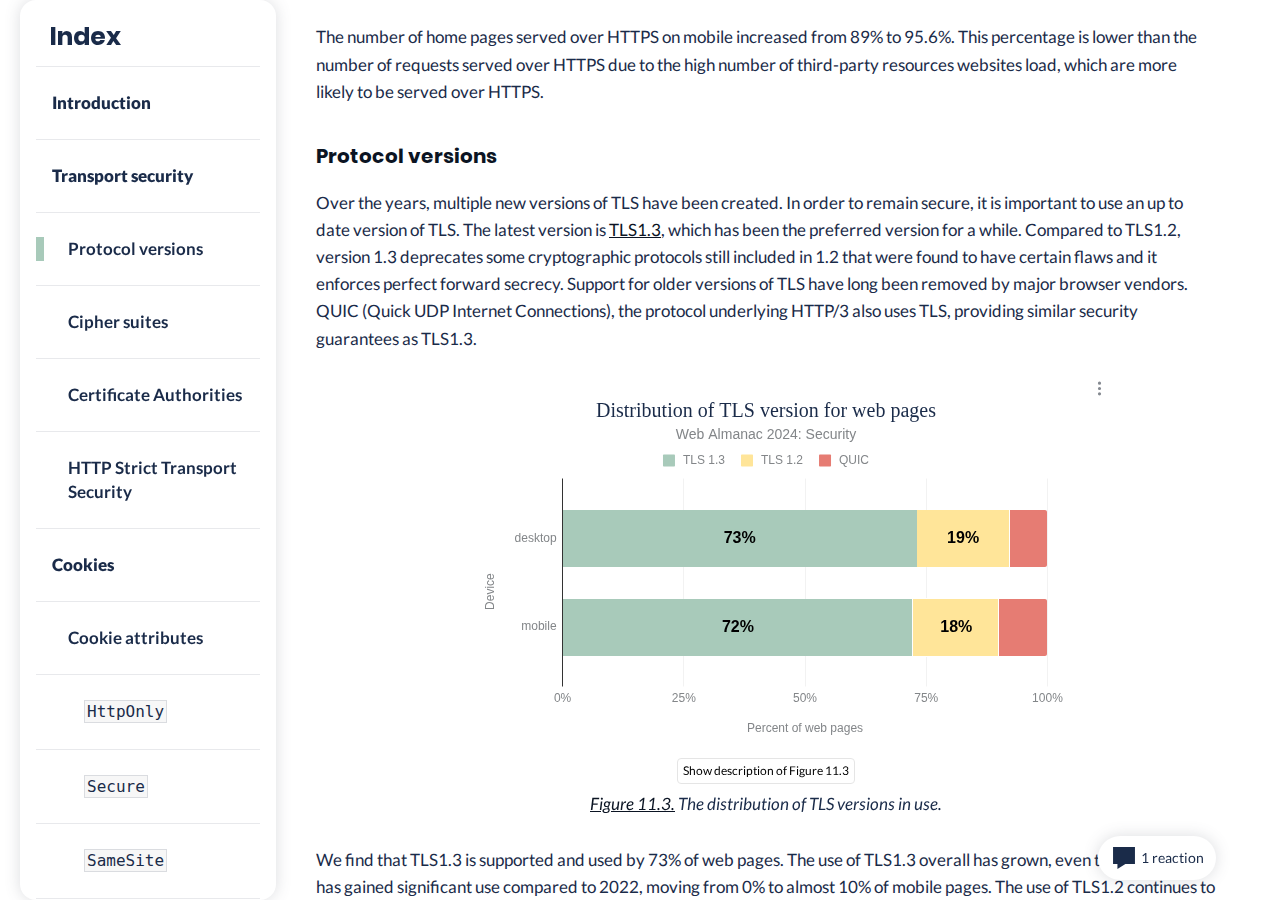 Index
Introduction
Transport security
Protocol versions
Cipher suites
Certificate Authorities
HTTP Strict Transport
Security
Cookies
Cookie attributes
HttpOnly
Secure
SameSite
The number of home pages served over HTTPS on mobile increased from 89% to 95.6%. This percentage is lower than the
number of requests served over HTTPS due to the high number of third-party resources websites load, which are more
likely to be served over HTTPS.
Protocol versions
Over the years, multiple new versions of TLS have been created. In order to remain secure, it is important to use an up to
date version of TLS. The latest version is TLS1.3, which has been the preferred version for a while. Compared to TLS1.2,
version 1.3 deprecates some cryptographic protocols still included in 1.2 that were found to have certain flaws and it
enforces perfect forward secrecy. Support for older versions of TLS have long been removed by major browser vendors.
QUIC (Quick UDP Internet Connections), the protocol underlying HTTP/3 also uses TLS, providing similar security
guarantees as TLS1.3.
Distribution of TLS version for web pages
Web Almanac 2024: Security
TLS 1.3 TLS 1.2 QUIC
desktop 73% 19%
Device
mobile 72% 18%
0% 25% 50% 75% 100%
Percent of web pages
Show description of Figure 11.3
Figure 11.3. The distribution of TLS versions in use.
We find that TLS1.3 is supported and used by 73% of web pages. The use of TLS1.3 overall has grown, even
has gained significant use compared to 2022, moving from 0% to almost 10% of mobile pages. The use of TLS1.2 continues to
1 reaction